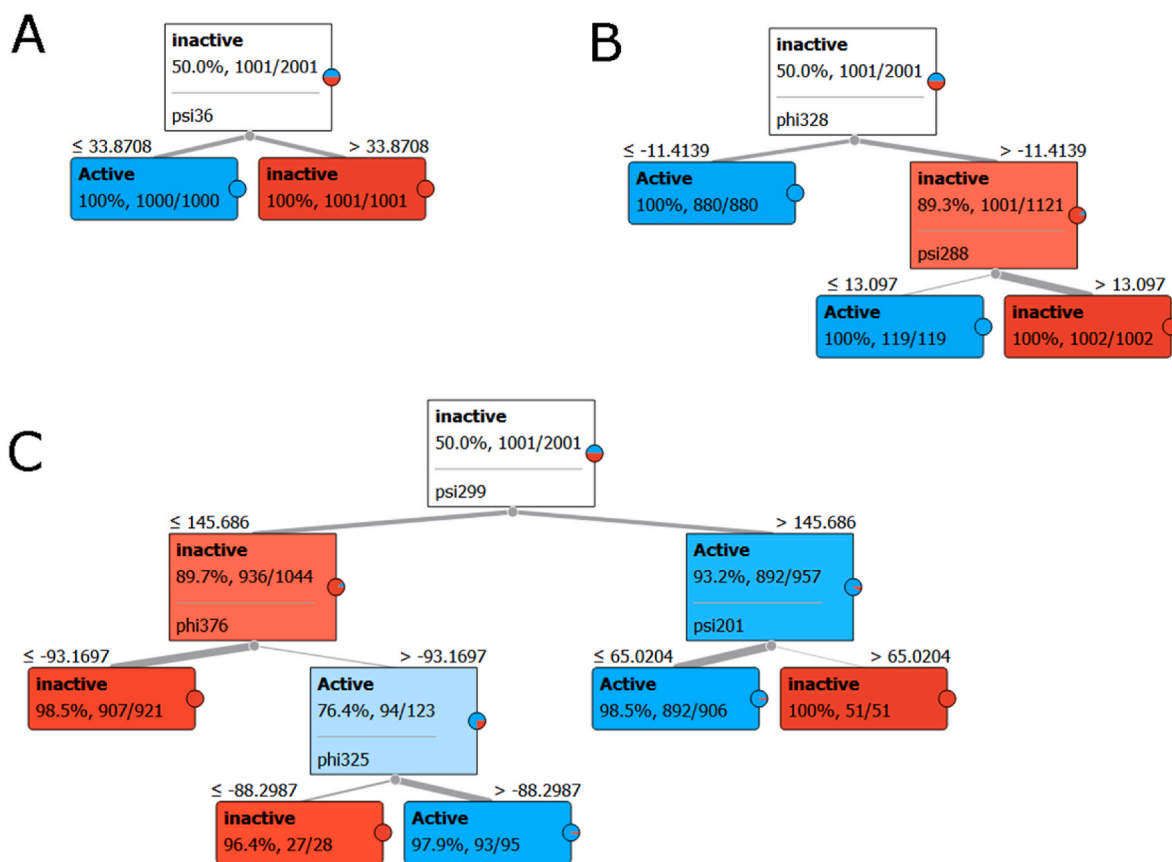 A
inactive
50.0%, 1001/2001
psi36
≤ 33.8708
> 33.8708
Active
100%, 1000/1000
inactive
100%, 1001/1001
B
inactive
50.0%, 1001/2001
phi328
≤ -11.4139
> -11.4139
Active
100%, 880/880
inactive
89.3%, 1001/1121
psi288
≤ 13.097
> 13.097
Active
100%, 119/119
inactive
100%, 1002/1002
C
inactive
50.0%, 1001/2001
psi299
≤ 145.686
> 145.686
inactive
89.7%, 936/1044
phi376
Active
93.2%, 892/957
psi201
≤ -93.1697
> -93.1697
≤ 65.0204
> 65.0204
inactive
98.5%, 907/921
Active
76.4%, 94/123
phi325
Active
98.5%, 892/906
inactive
100%, 51/51
≤ -88.2987
> -88.2987
inactive
96.4%, 27/28
Active
97.9%, 93/95